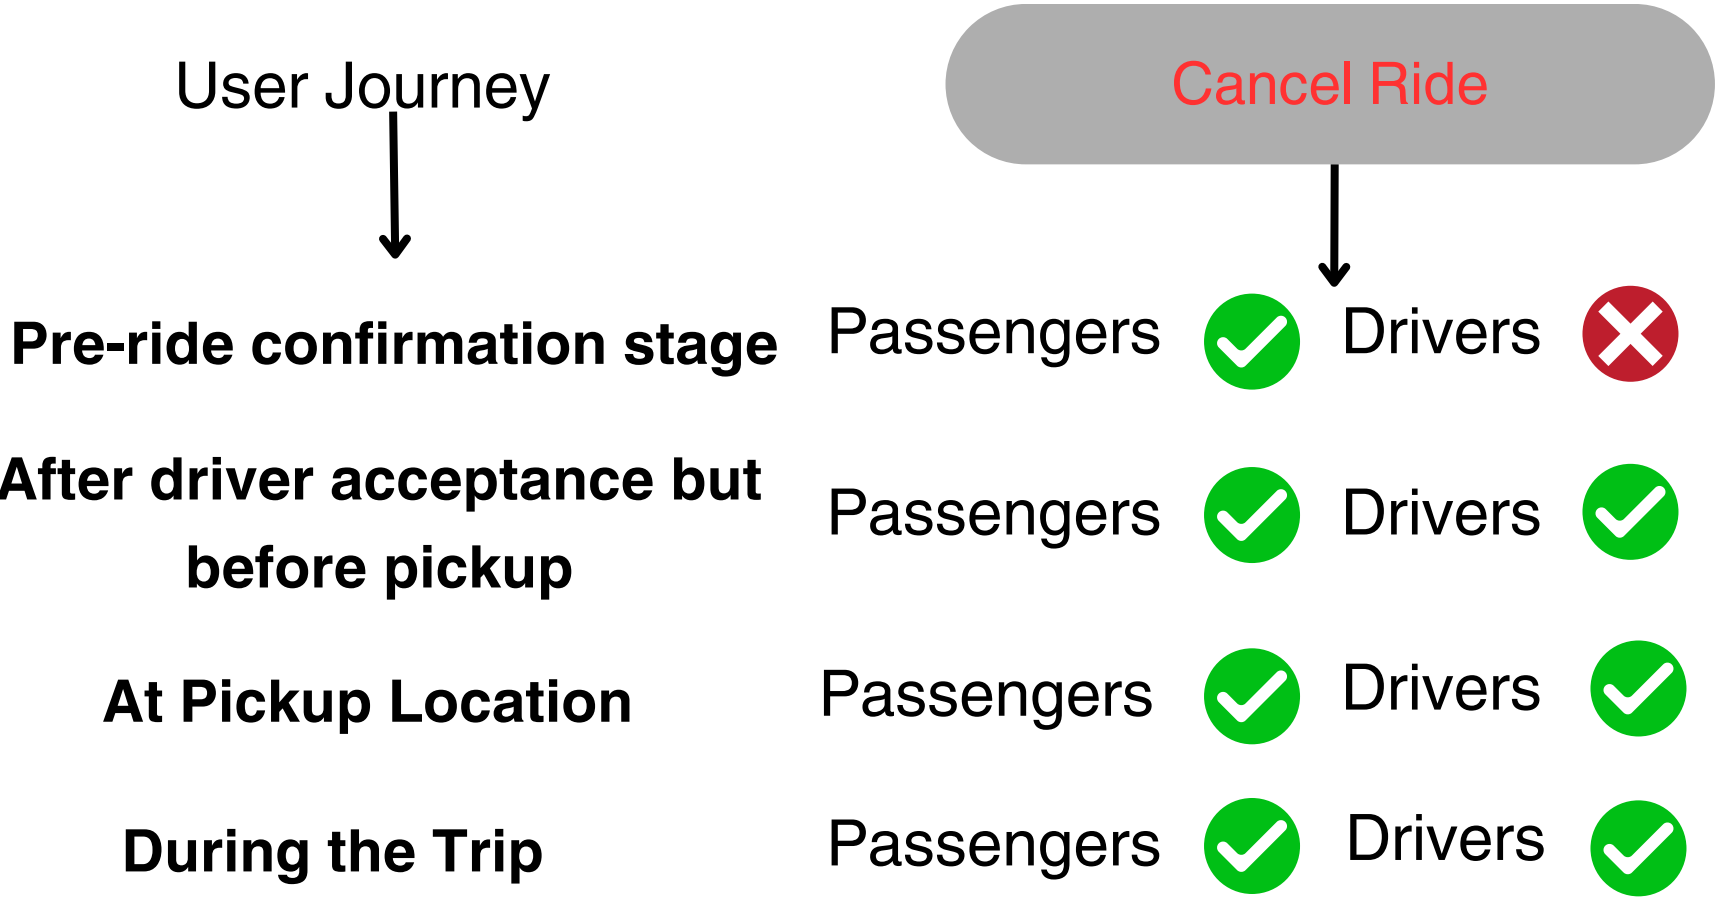 User Journey
Cancel Ride
Pre-ride confirmation stage
Passengers
Drivers
After driver acceptance but
before pickup
Passengers
Drivers
At Pickup Location
Passengers
Drivers
During the Trip
Passengers
Drivers